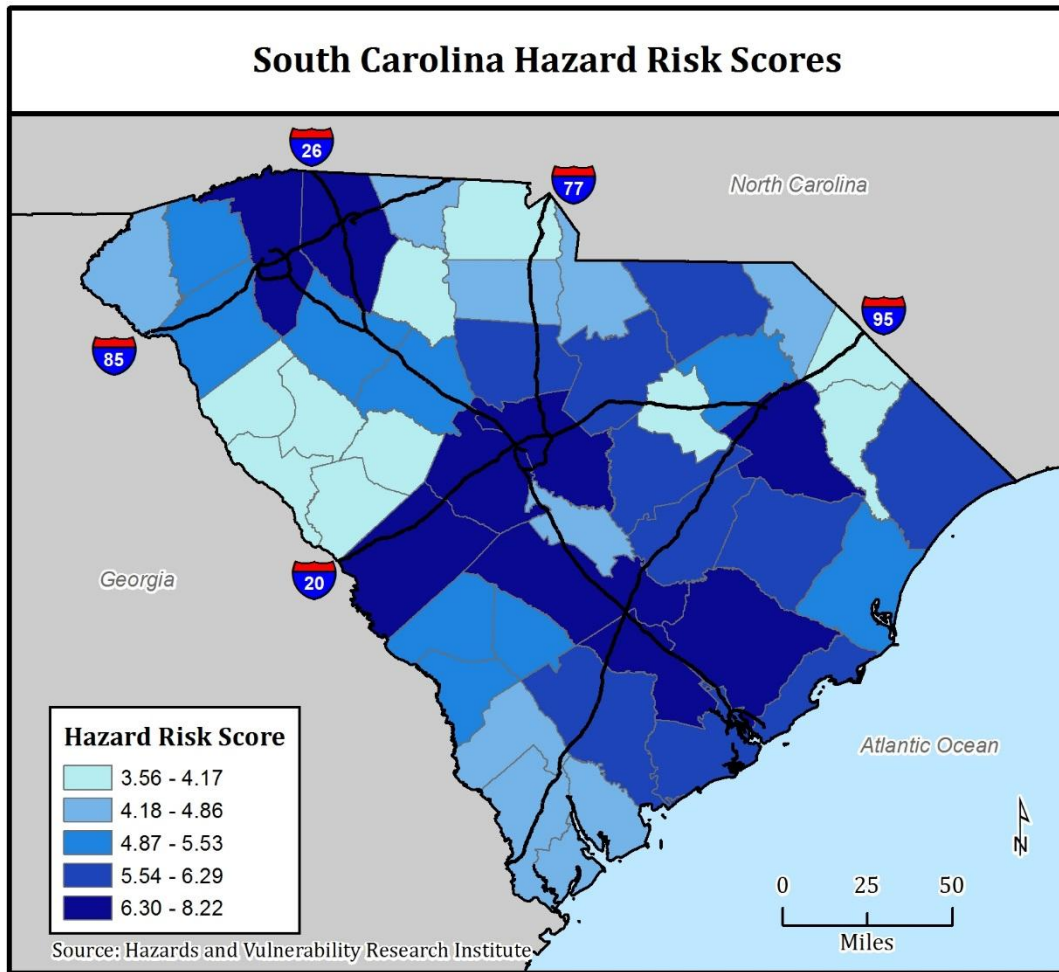 South Carolina Hazard Risk Scores
26
77
North Carolina
95
85
20
Georgia
Atlantic Ocean
Hazard Risk Score
3.56 - 4.17
4.18 - 4.86
4.87 - 5.53
5.54 - 6.29
6.30 - 8.22
N
0 25 50
Miles
Source: Hazards and Vulnerability Research Institute